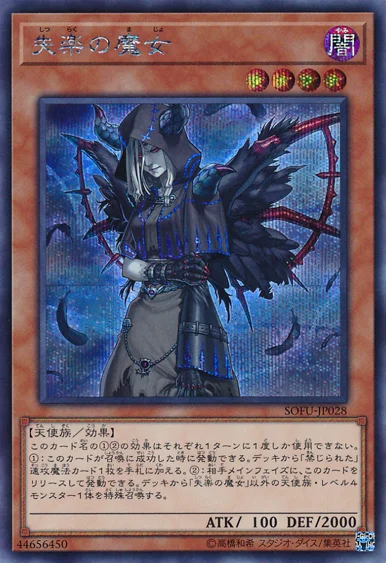 失楽の魔女
闇
SOFU-JP028
【天使族／効果】
このカード名の①②の効果はそれぞれ1ターンに1度しか使用できない。
①：このカードが召喚に成功した時に発動できる。デッキから「禁じられた」
速攻魔法カード1枚を手札に加える。②：相手メインフェイズに、このカードを
リリースして発動できる。デッキから「失楽の魔女」以外の天使族・レベル4
モンスター1体を特殊召喚する。
ATK/ 100 DEF/2000
44656450
©高橋和希 スタジオ・ダイス/集英社